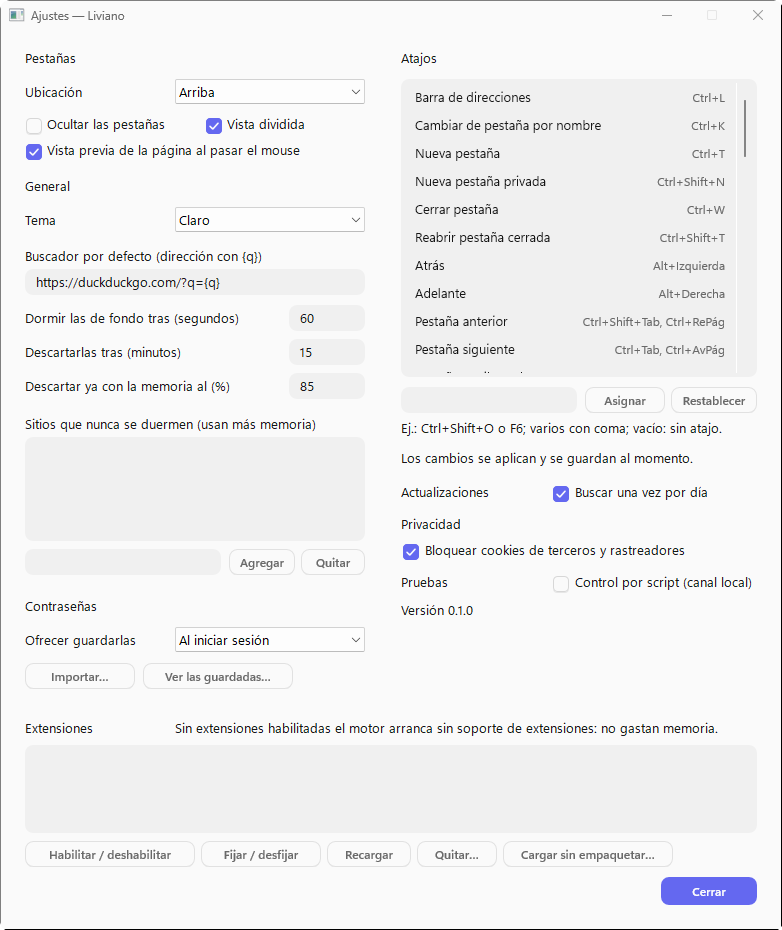 Ajustes — Liviano
Pestañas
Ubicación
Arriba
Ocultar las pestañas
Vista dividida
Vista previa de la página al pasar el mouse
General
Tema
Claro
Buscador por defecto (dirección con {q})
https://duckduckgo.com/?q={q}
Dormir las de fondo tras (segundos)
60
Descartarlas tras (minutos)
15
Descartar ya con la memoria al (%)
85
Sitios que nunca se duermen (usan más memoria)
Agregar
Quitar
Contraseñas
Ofrecer guardarlas
Al iniciar sesión
Importar...
Ver las guardadas...
Atajos
Barra de direcciones Ctrl+L
Cambiar de pestaña por nombre Ctrl+K
Nueva pestaña Ctrl+T
Nueva pestaña privada Ctrl+Shift+N
Cerrar pestaña Ctrl+W
Reabrir pestaña cerrada Ctrl+Shift+T
Atrás Alt+Izquierda
Adelante Alt+Derecha
Pestaña anterior Ctrl+Shift+Tab, Ctrl+RePág
Pestaña siguiente Ctrl+Tab, Ctrl+AvPág
Asignar
Restablecer
Ej.: Ctrl+Shift+O o F6; varios con coma; vacío: sin atajo.
Los cambios se aplican y se guardan al momento.
Actualizaciones
Buscar una vez por día
Privacidad
Bloquear cookies de terceros y rastreadores
Pruebas
Control por script (canal local)
Versión 0.1.0
Extensiones
Sin extensiones habilitadas el motor arranca sin soporte de extensiones: no gastan memoria.
Habilitar / deshabilitar
Fijar / desfijar
Recargar
Quitar...
Cargar sin empaquetar...
Cerrar